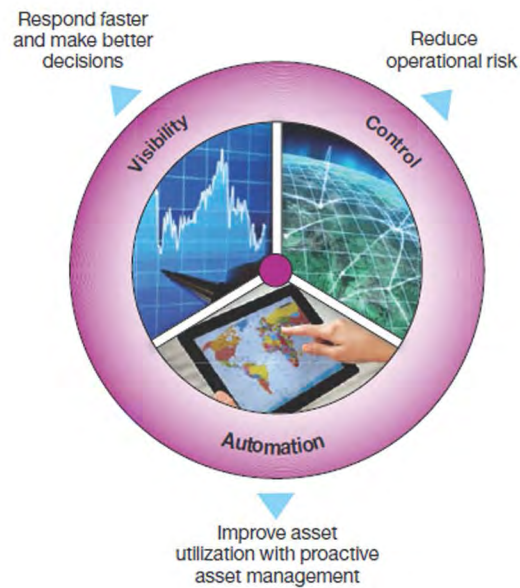 Respond faster
and make better
decisions
Reduce
operational risk
Visibility
Control
Automation
Improve asset
utilization with proactive
asset management